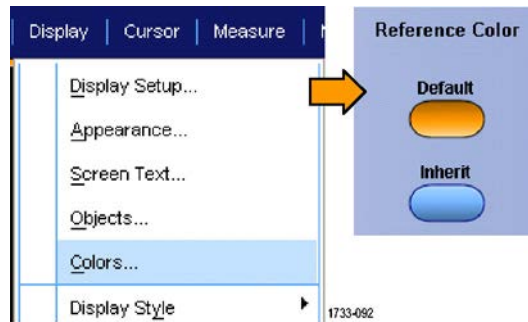 Display | Cursor | Measure |
Display Setup...
Appearance...
Screen Text...
Objects...
Colors...
Display Style
Reference Color
Default
Inherit
1733-092